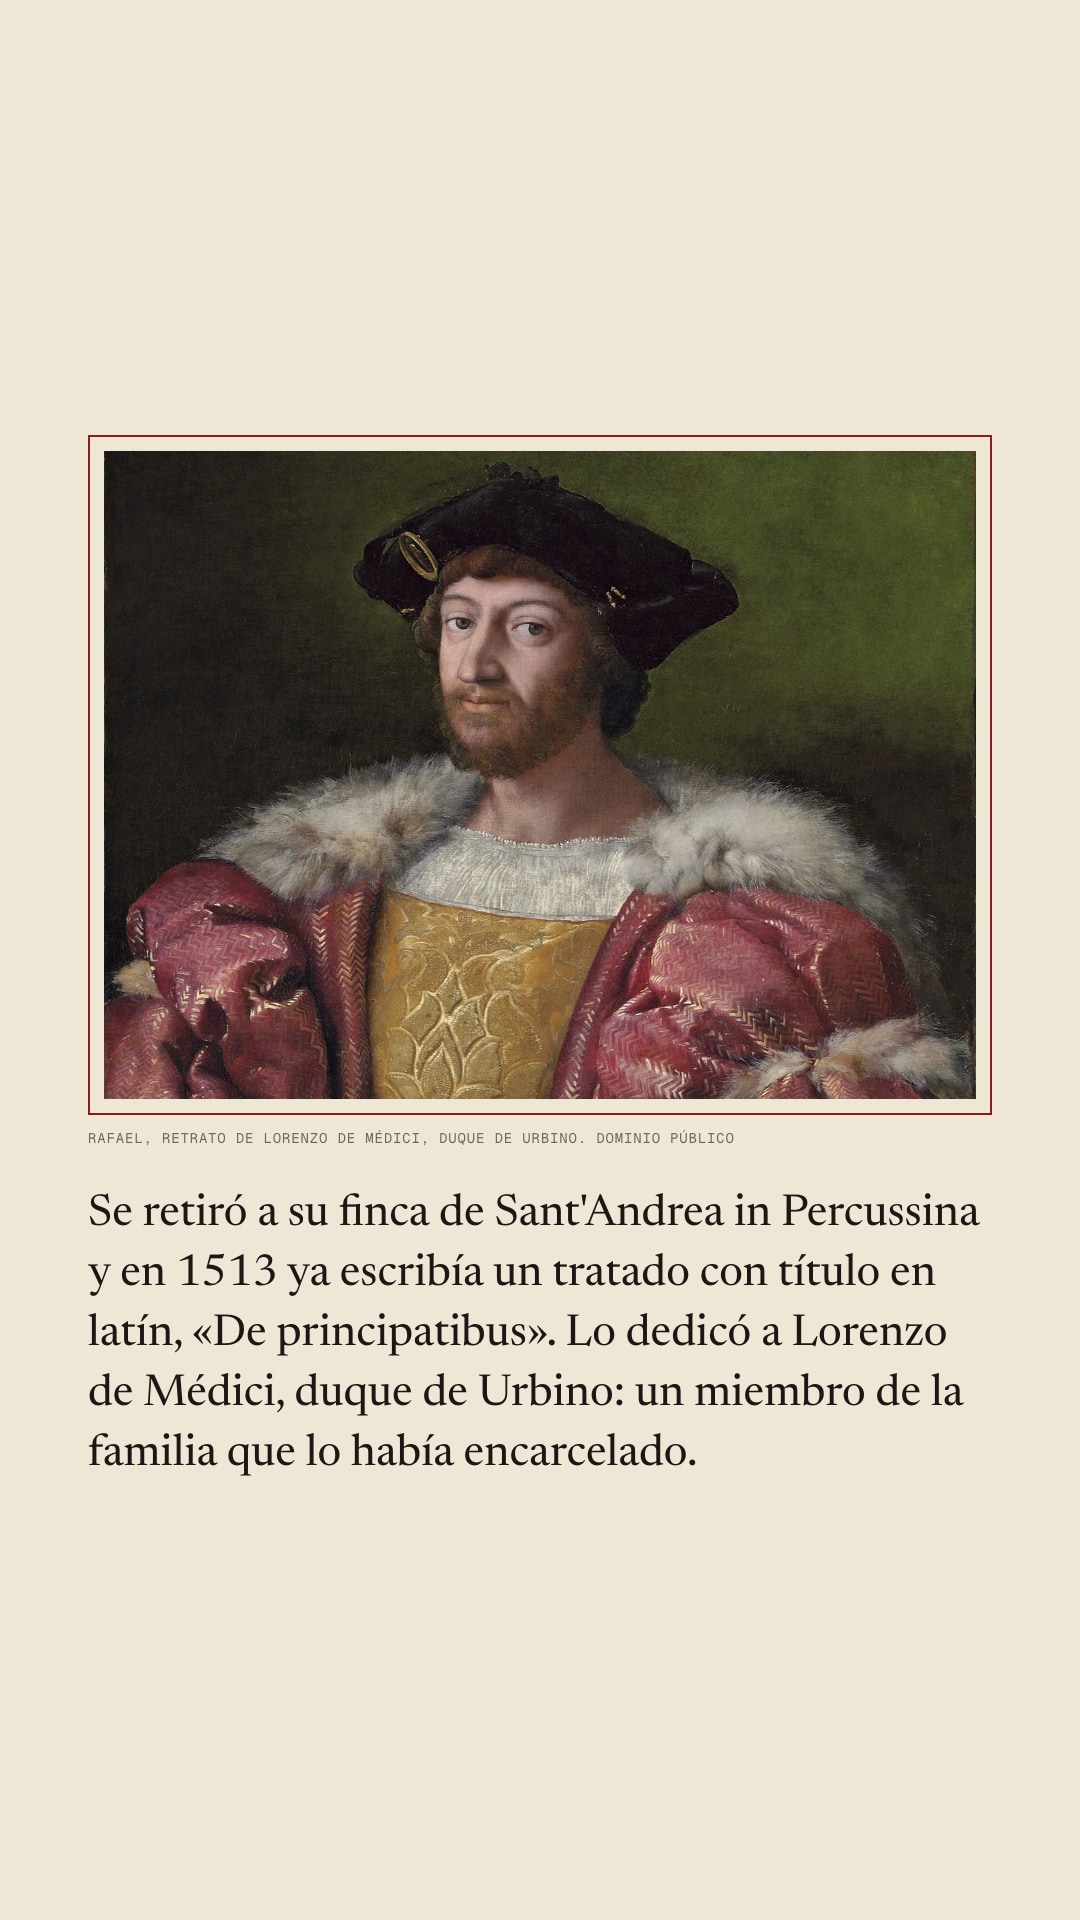 RAFAEL, RETRATO DE LORENZO DE MÉDICI, DUQUE DE URBINO. DOMINIO PÚBLICO
Se retiró a su finca de Sant'Andrea in Percussina
y en 1513 ya escribía un tratado con título en
latín, «De principatibus». Lo dedicó a Lorenzo
de Médici, duque de Urbino: un miembro de la
familia que lo había encarcelado.